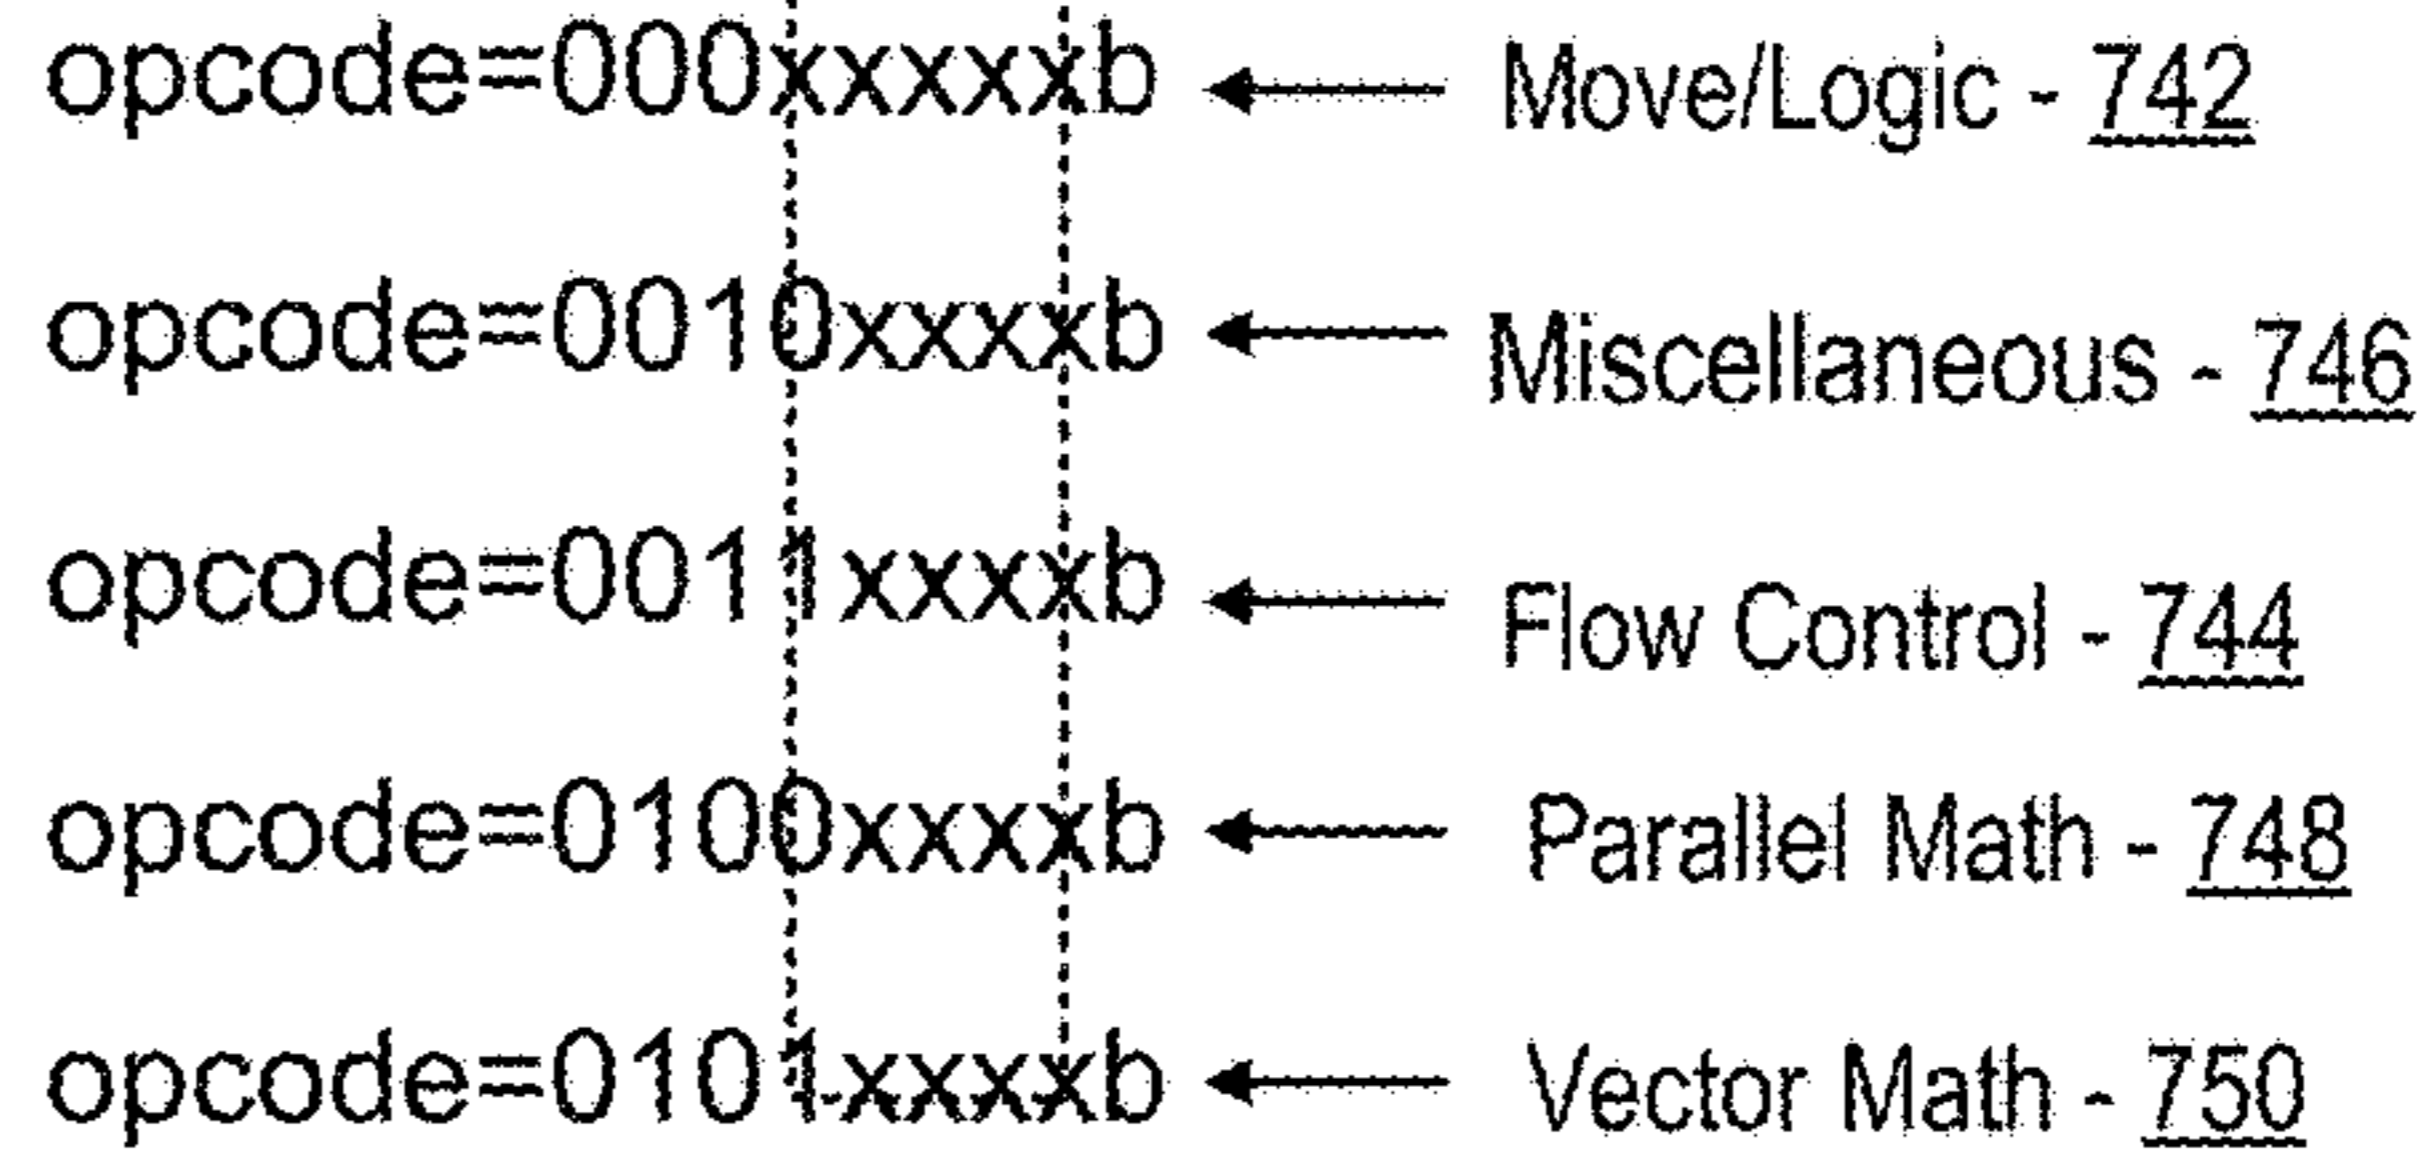 opcode=000xxxxxb Move/Logic - 742
opcode=0010xxxxb Miscellaneous - 746
opcode=0011xxxxb Flow Control - 744
opcode=0100xxxxb Parallel Math - 748
opcode=0101xxxxb Vector Math - 750